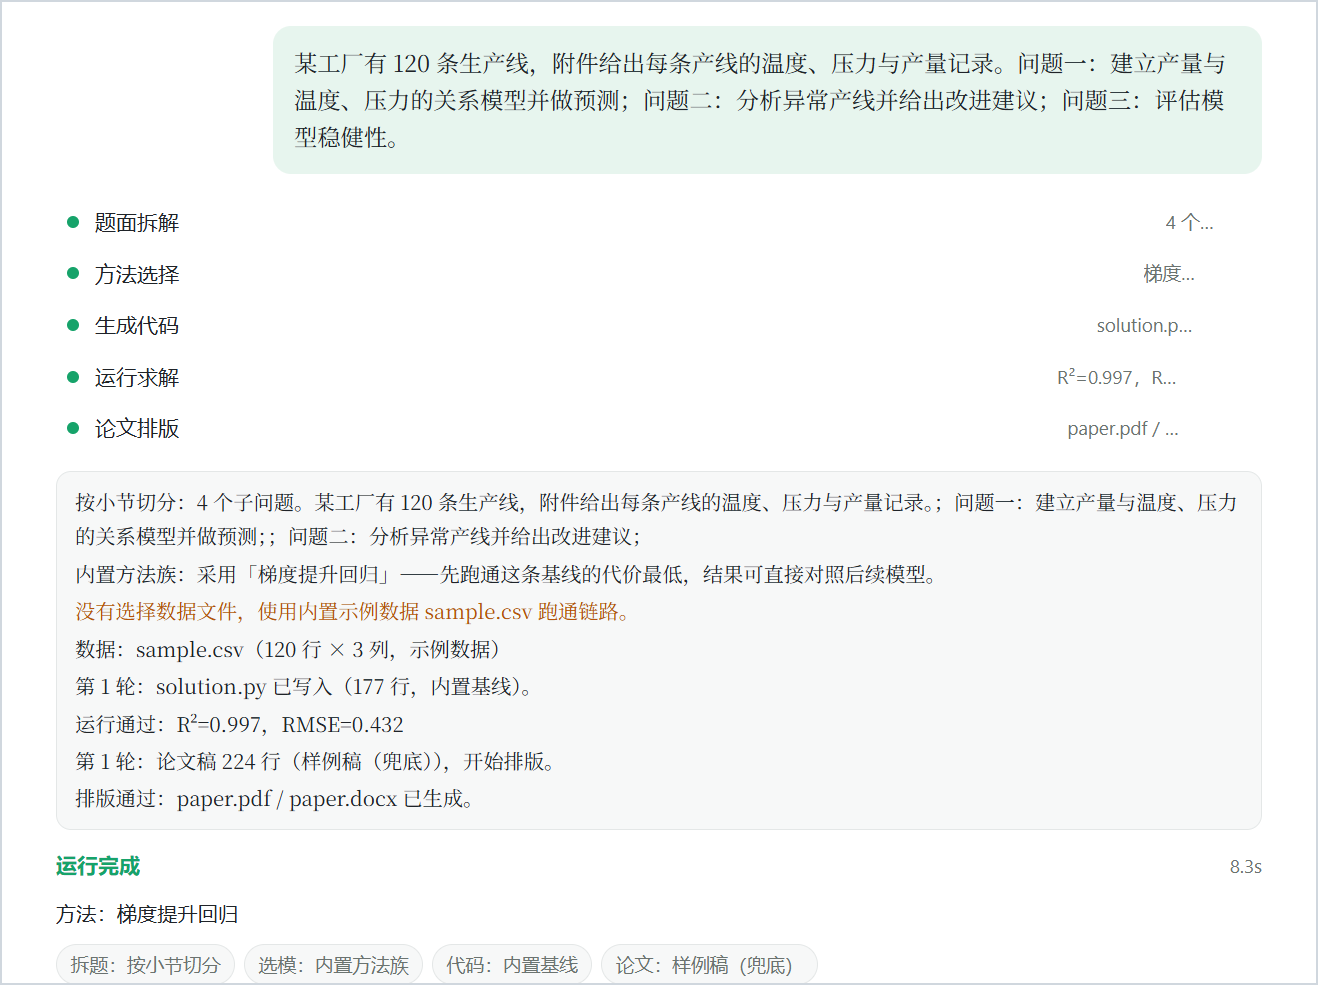 某工厂有 120 条生产线，附件给出每条产线的温度、压力与产量记录。问题一：建立产量与
温度、压力的关系模型并做预测；问题二：分析异常产线并给出改进建议；问题三：评估模
型稳健性。
题面拆解 4 个...
方法选择 梯度...
生成代码 solution.p...
运行求解 R²=0.997，R...
论文排版 paper.pdf / ...
按小节切分：4 个子问题。某工厂有 120 条生产线，附件给出每条产线的温度、压力与产量记录。；问题一：建立产量与温度、压力
的关系模型并做预测；；问题二：分析异常产线并给出改进建议；
内置方法族：采用「梯度提升回归」——先跑通这条基线的代价最低，结果可直接对照后续模型。
没有选择数据文件，使用内置示例数据 sample.csv 跑通链路。
数据：sample.csv（120 行 × 3 列，示例数据）
第 1 轮：solution.py 已写入（177 行，内置基线）。
运行通过：R²=0.997，RMSE=0.432
第 1 轮：论文稿 224 行（样例稿（兜底）），开始排版。
排版通过：paper.pdf / paper.docx 已生成。
运行完成 8.3s
方法：梯度提升回归
拆题：按小节切分 选模：内置方法族 代码：内置基线 论文：样例稿（兜底）